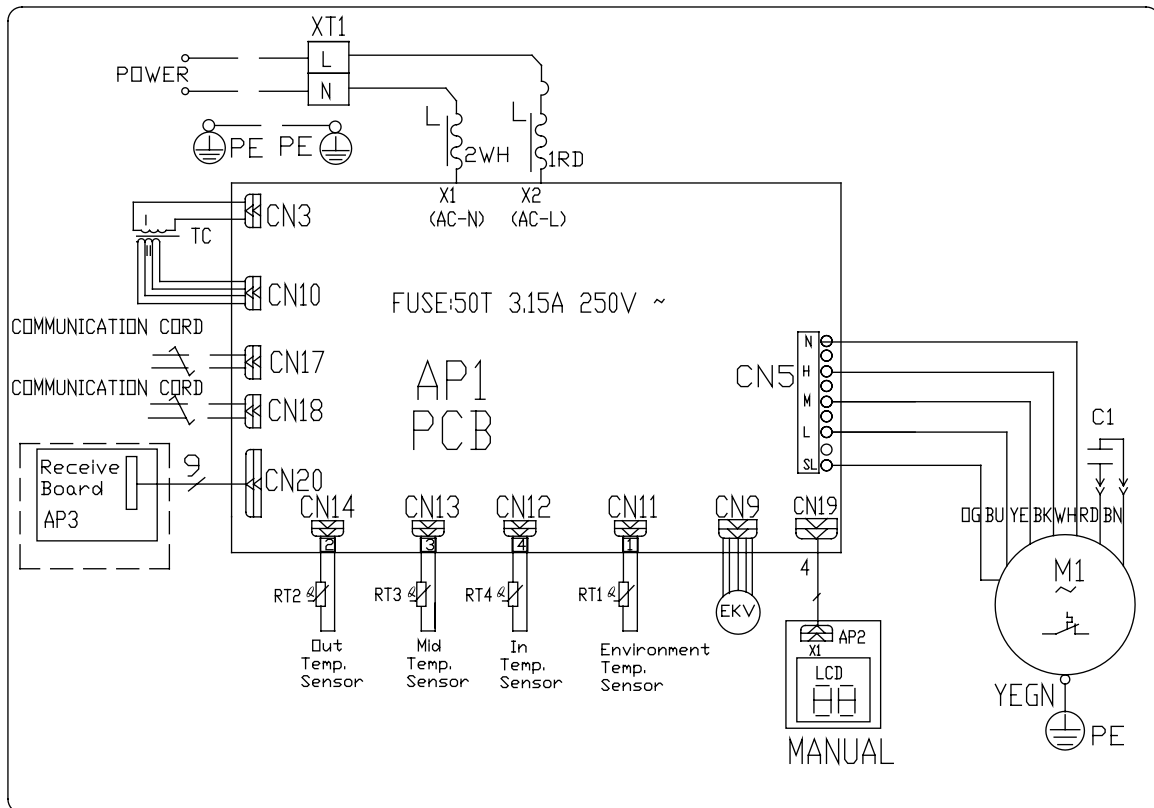 XT1
L
POWER
N
PE PE
L L
2WH 1RD
X1 X2
(AC-N) (AC-L)
CN3
I
TC
II
CN10
FUSE:50T 3.15A 250V ~
COMMUNICATION CORD
CN17
COMMUNICATION CORD
CN18
AP1
PCB
CN5
N
H
M
L
SL
C1
Receive
Board
AP3
9
CN20
CN14 CN13 CN12 CN11 CN9 CN19
2 3 4 1
OG BU YE BK WH RD BN
4
RT2 RT3 RT4 RT1
EKV
M1
~
Out
Temp.
Sensor
Mid
Temp.
Sensor
In
Temp.
Sensor
Environment
Temp.
Sensor
AP2
X1
LCD
88
MANUAL
YEGN
PE